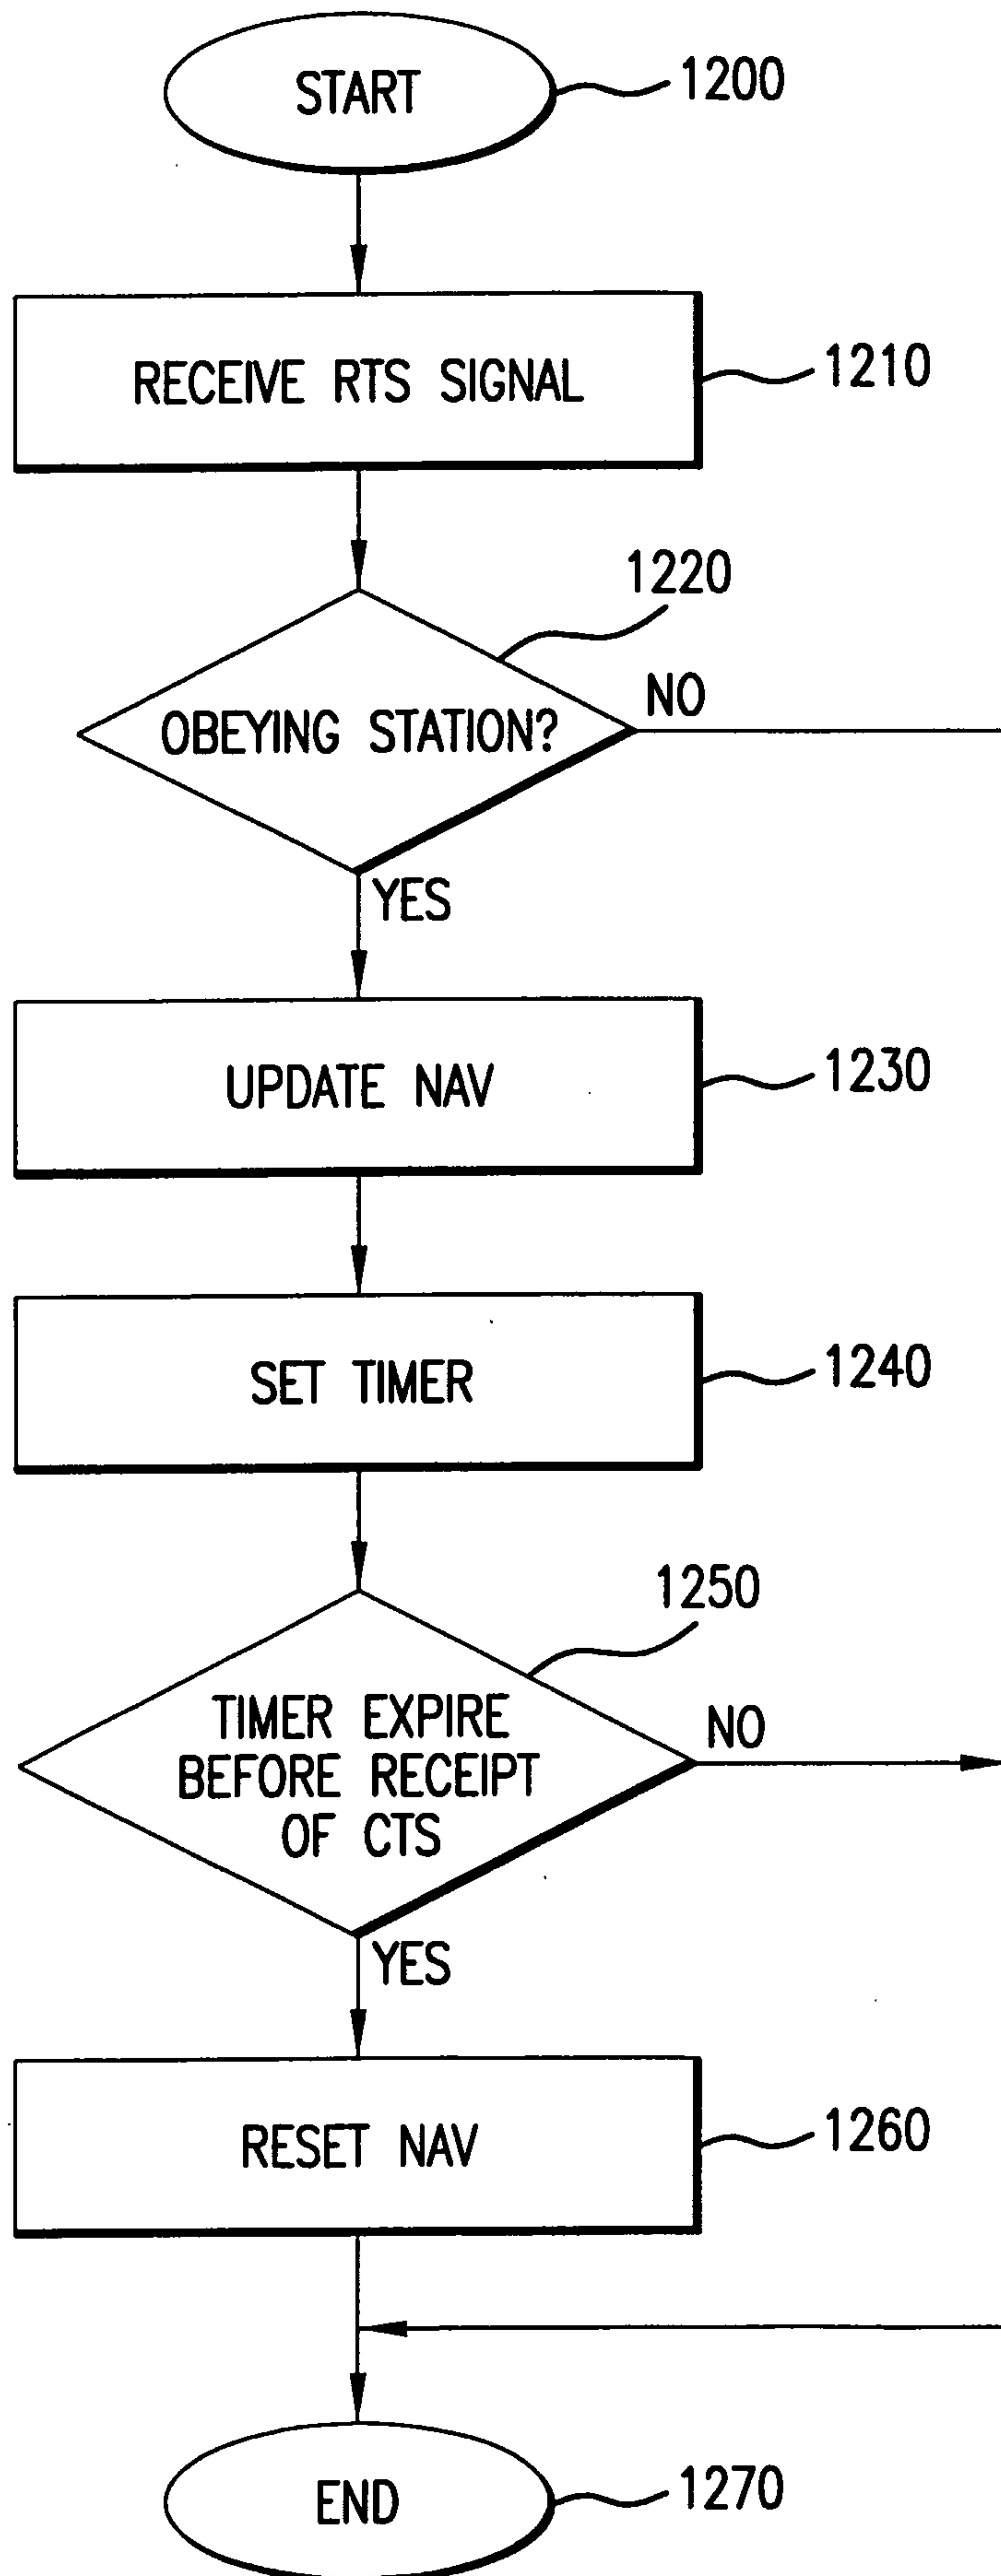 START
1200
RECEIVE RTS SIGNAL
1210
1220
OBEYING STATION?
NO
YES
UPDATE NAV
1230
SET TIMER
1240
1250
TIMER EXPIRE
BEFORE RECEIPT
OF CTS
NO
YES
RESET NAV
1260
END
1270